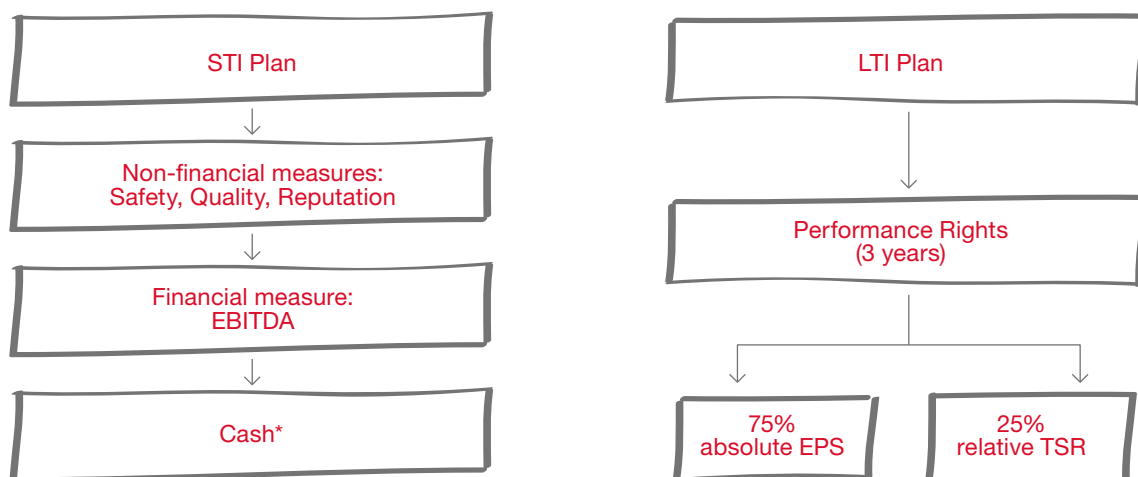 STI Plan
Non-financial measures:
Safety, Quality, Reputation
Financial measure:
EBITDA
Cash*
LTI Plan
Performance Rights
(3 years)
75%
absolute EPS
25%
relative TSR